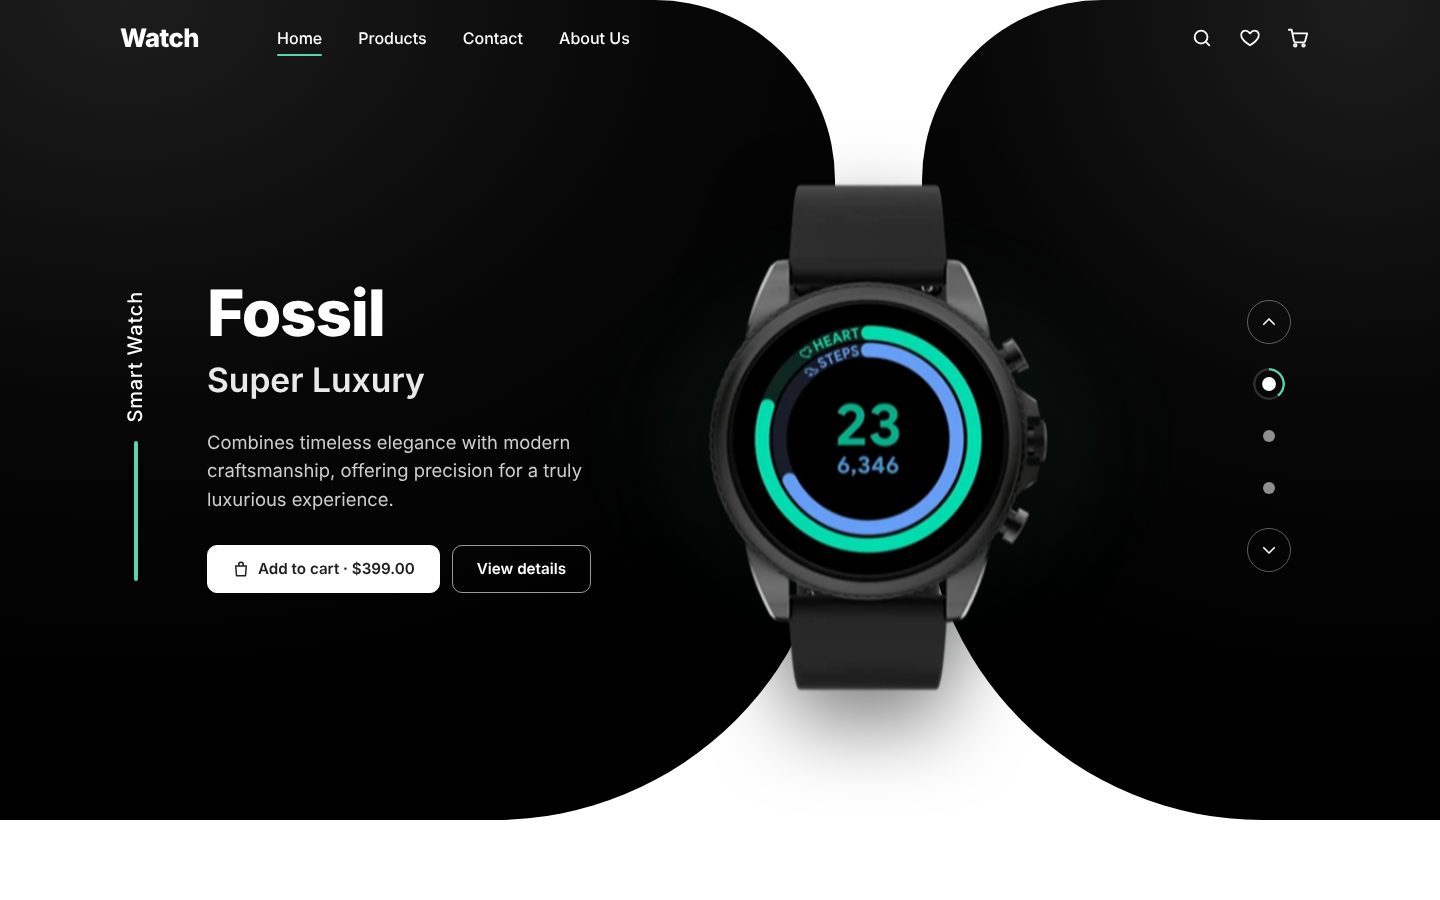 Watch
Home
Products
Contact
About Us
Smart Watch
Fossil
Super Luxury
Combines timeless elegance with modern
craftsmanship, offering precision for a truly
luxurious experience.
Add to cart · $399.00
View details
HEART
STEPS
23
6,346